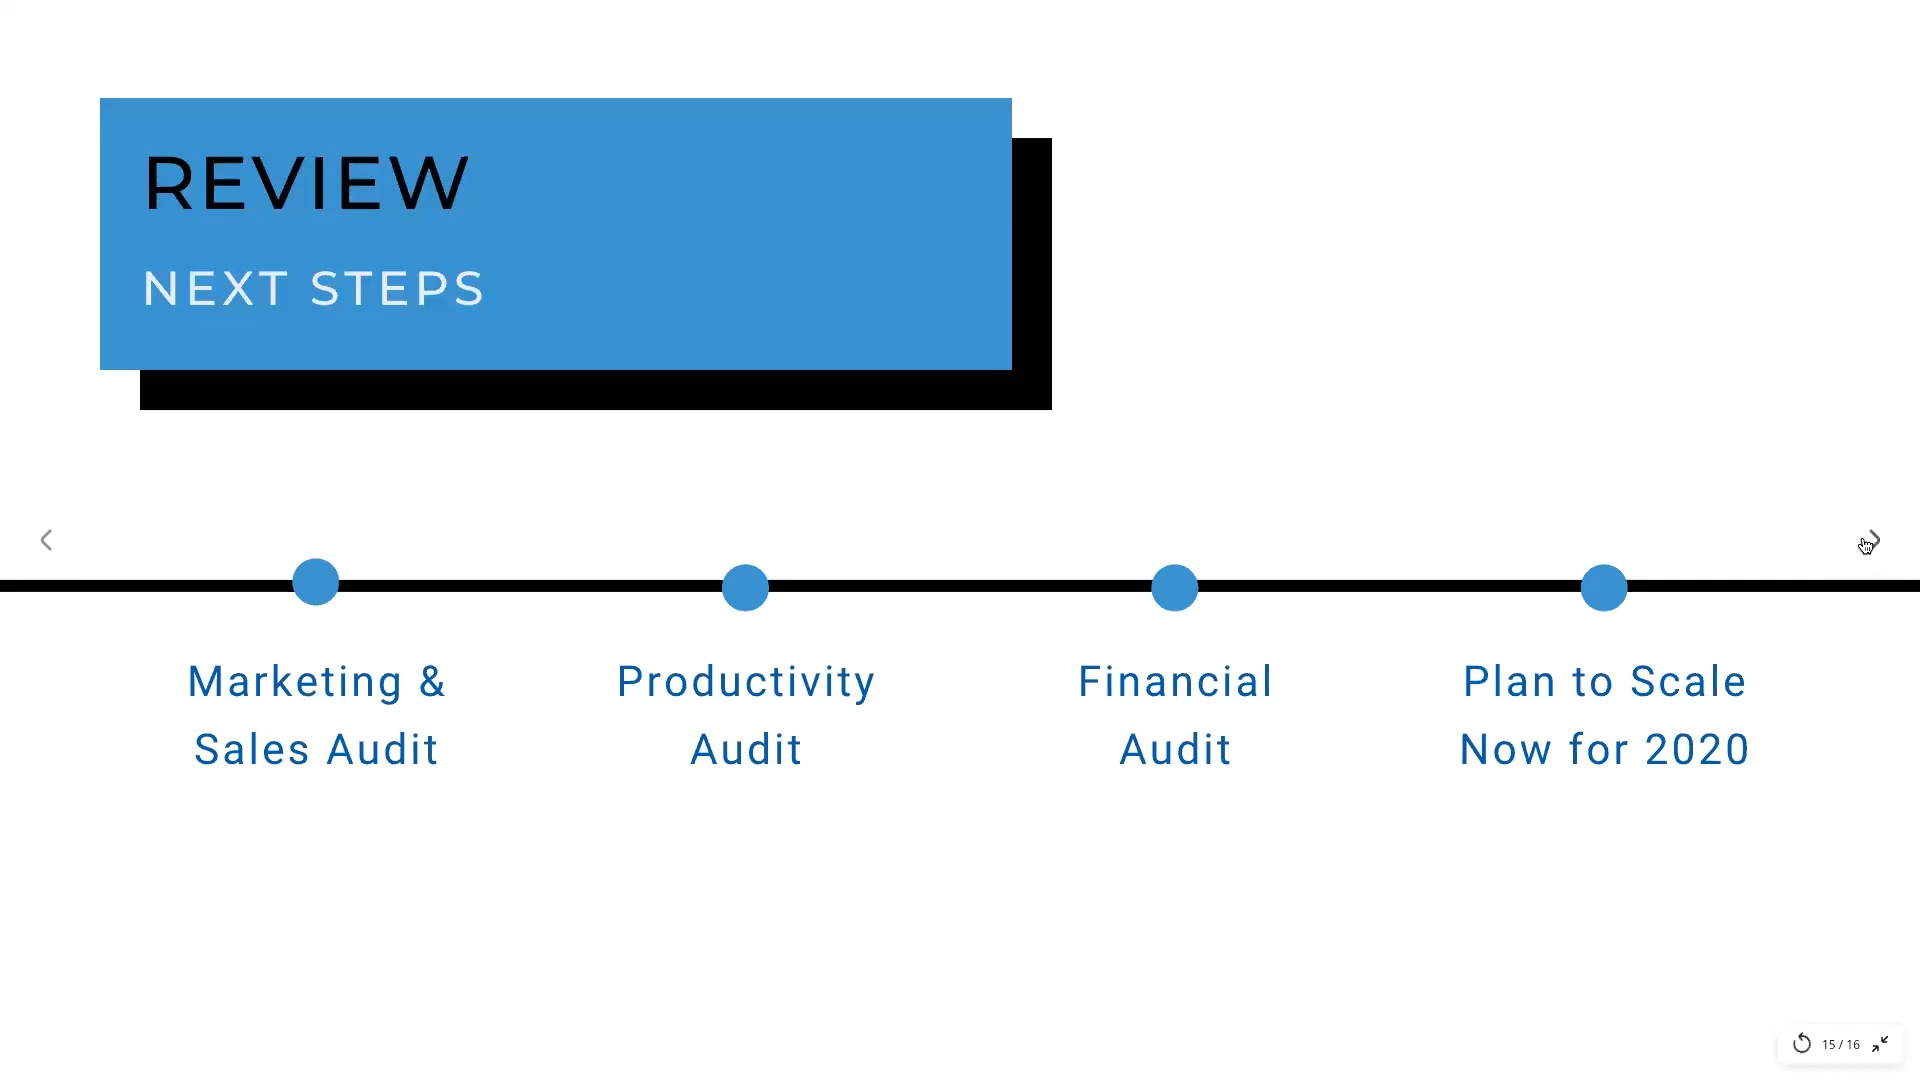 REVIEW
NEXT STEPS
Marketing &
Sales Audit
Productivity
Audit
Financial
Audit
Plan to Scale
Now for 2020
15 / 16